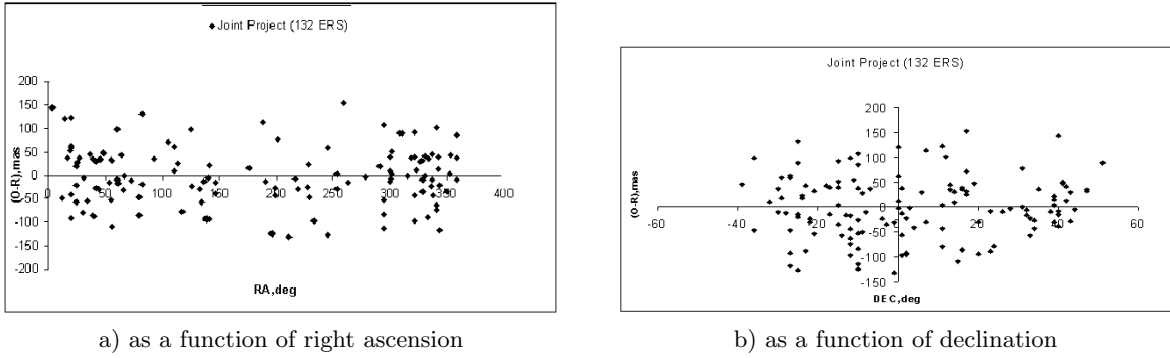 Joint Project (132 ERS)
200
150
100
50
0
-50
-100
-150
-200
(O-R),mas
0 50 100 150 200 250 300 350 400
RA,deg
a) as a function of right ascension
Joint Project (132 ERS)
200
150
100
50
0
-50
-100
-150
(O-R),mas
-60 -40 -20 0 20 40 60
DEC,deg
b) as a function of declination